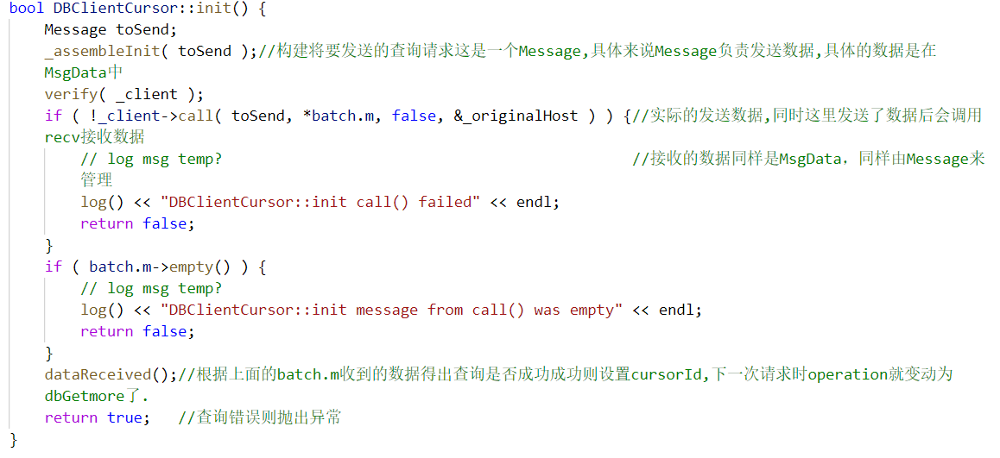 bool DBClientCursor::init() {
Message toSend;
_assembleInit( toSend );//构建将要发送的查询请求这是一个Message,具体来说Message负责发送数据,具体的数据是在
MsgData中
verify( _client );
if ( !_client->call( toSend, *batch.m, false, &_originalHost ) ) {//实际的发送数据,同时这里发送了数据后会调用
recv接收数据
// log msg temp? //接收的数据同样是MsgData，同样由Message来
管理
log() << "DBClientCursor::init call() failed" << endl;
return false;
}
if ( batch.m->empty() ) {
// log msg temp?
log() << "DBClientCursor::init message from call() was empty" << endl;
return false;
}
dataReceived();//根据上面的batch.m收到的数据得出查询是否成功成功则设置cursorId,下一次请求时operation就变动为
dbGetmore了.
return true; //查询错误则抛出异常
}